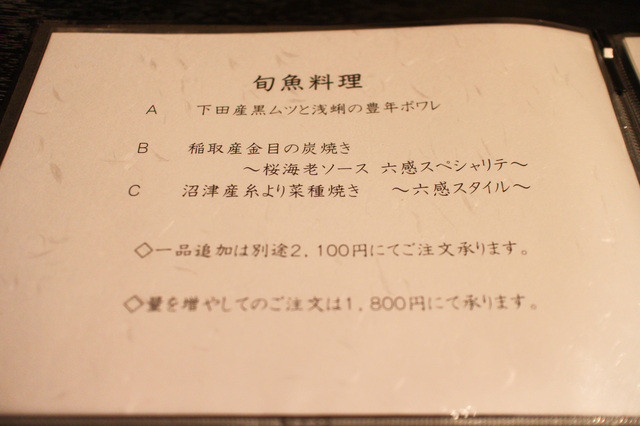 旬魚料理
A 下田産黒ムツと浅蜊の豊年ポワレ
B 稲取産金目の炭焼き
～桜海老ソース 六感スペシャリテ～
C 沼津産糸より菜種焼き ～六感スタイル～
◇一品追加は別途2,100円にてご注文承ります。
◇量を増やしてのご注文は1,800円にて承ります。